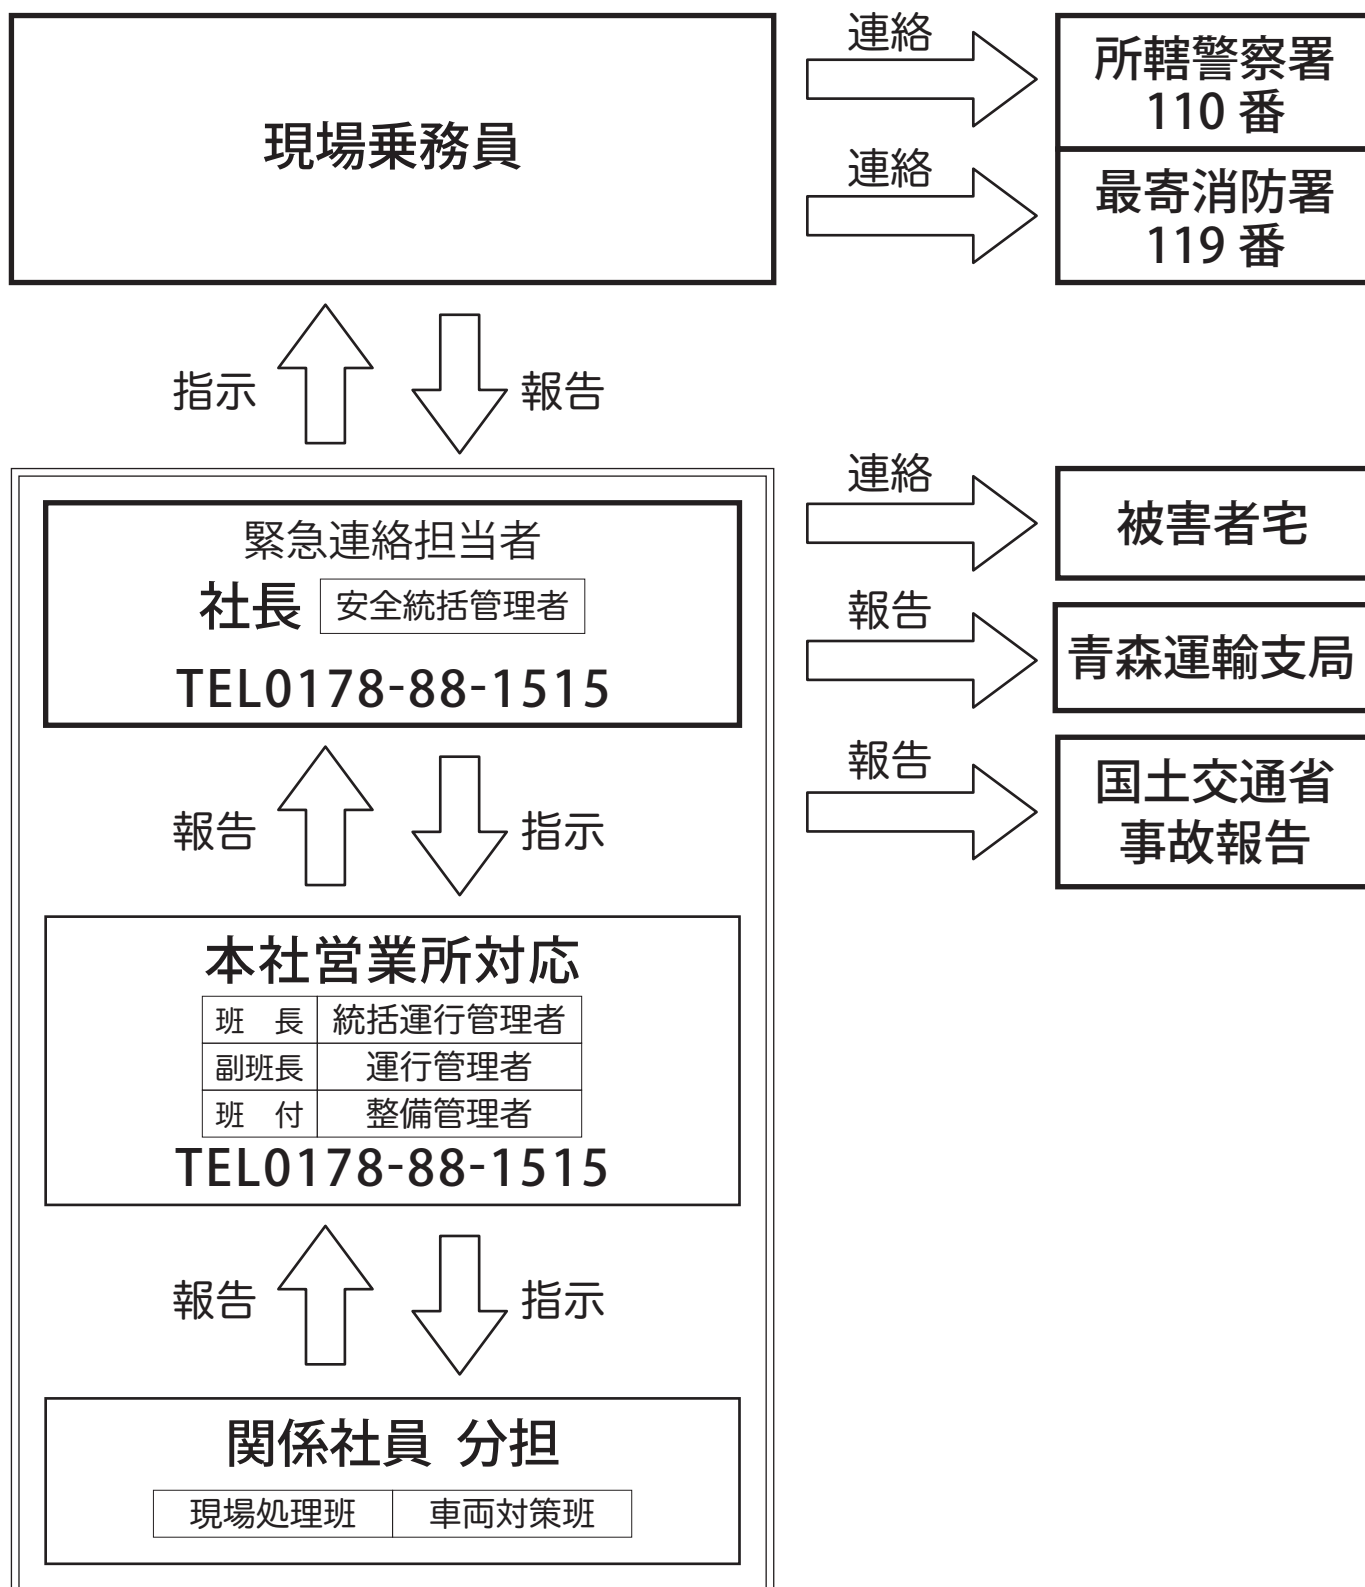 現場乗務員
連絡
所轄警察署
110 番
連絡
最寄消防署
119 番
指示
報告
緊急連絡担当者
社長 安全統括管理者
TEL0178-88-1515
連絡
被害者宅
報告
青森運輸支局
報告
国土交通省
事故報告
報告
指示
本社営業所対応
班　長 統括運行管理者
副班長 運行管理者
班　付 整備管理者
TEL0178-88-1515
報告
指示
関係社員 分担
現場処理班 車両対策班